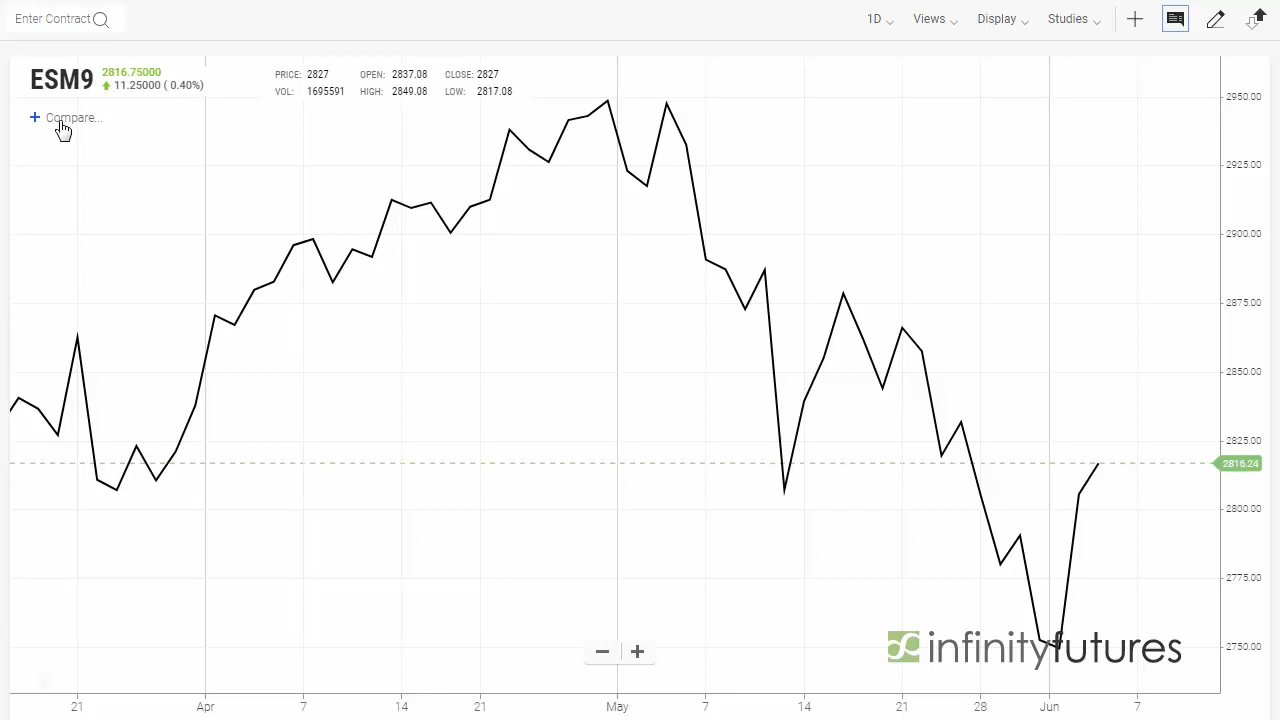 Enter Contract
1D Views Display Studies
ESM9 2816.75000
11.25000 ( 0.40%)
PRICE: 2827 OPEN: 2837.08 CLOSE: 2827
VOL: 1695591 HIGH: 2849.08 LOW: 2817.08
+ Compare...
2950.00
2925.00
2900.00
2875.00
2850.00
2825.00
2816.24
2800.00
2775.00
2750.00
infinityfutures
21 Apr 7 14 21 May 7 14 21 28 Jun 7